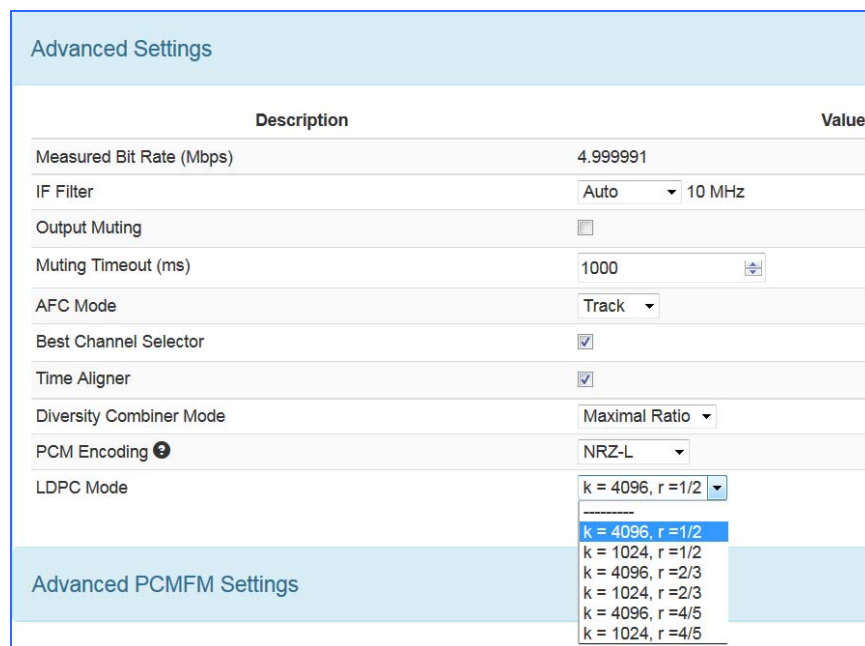 Advanced Settings
Description Value
Measured Bit Rate (Mbps) 4.999991
IF Filter Auto 10 MHz
Output Muting
Muting Timeout (ms) 1000
AFC Mode Track
Best Channel Selector
Time Aligner
Diversity Combiner Mode Maximal Ratio
PCM Encoding ? NRZ-L
LDPC Mode k = 4096, r =1/2
---------
k = 4096, r =1/2
k = 1024, r =1/2
k = 4096, r =2/3
k = 1024, r =2/3
k = 4096, r =4/5
k = 1024, r =4/5
Advanced PCMFM Settings